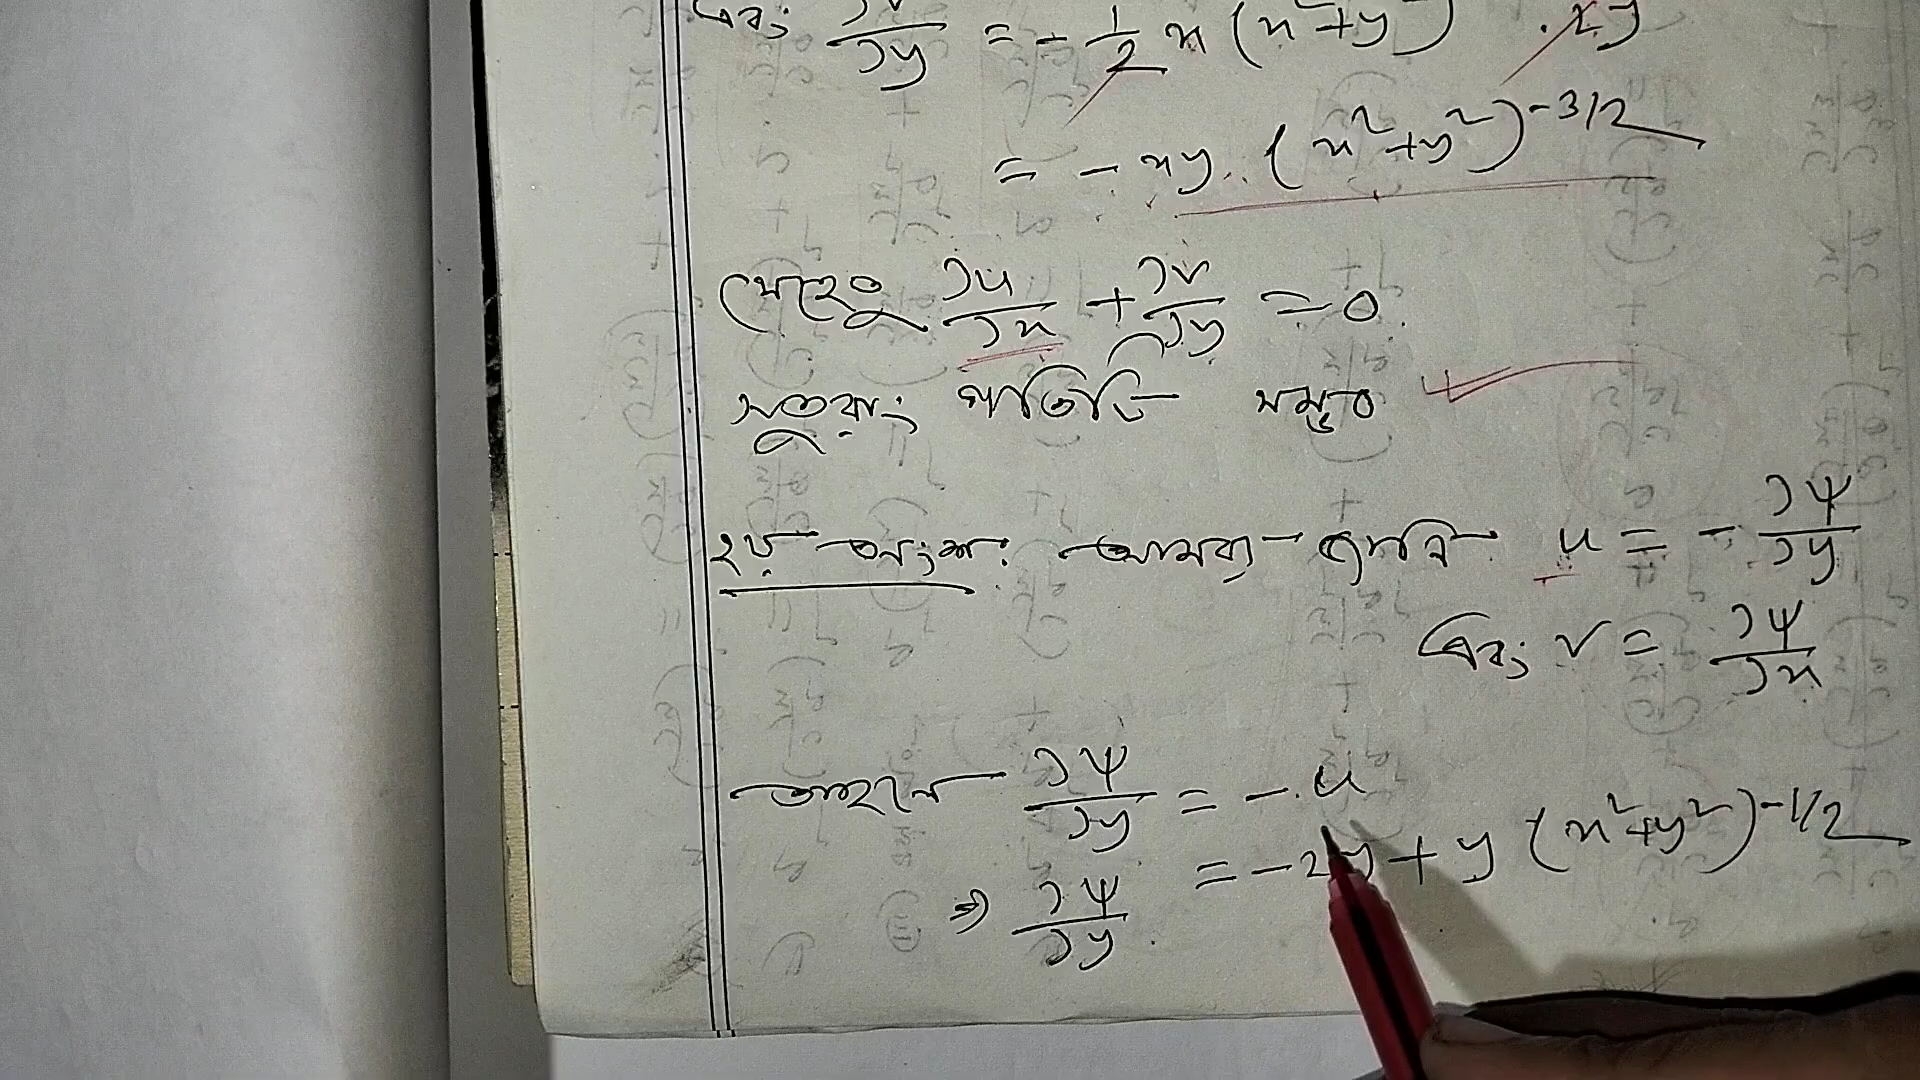 এবং ∂v/∂y = - 1/2 x (x²+y²) . 2y
= - xy. (x²+y²)^-3/2
যেহেতু ∂u/∂x + ∂v/∂y = 0
সুতরাং গতিটি সম্ভব
২য় অংশ: আমরা জানি u = - ∂ψ/∂y
এবং v = ∂ψ/∂x
তাহলে ∂ψ/∂y = - u
⇒ ∂ψ/∂y = - 2y + y (x²+y²)^-1/2